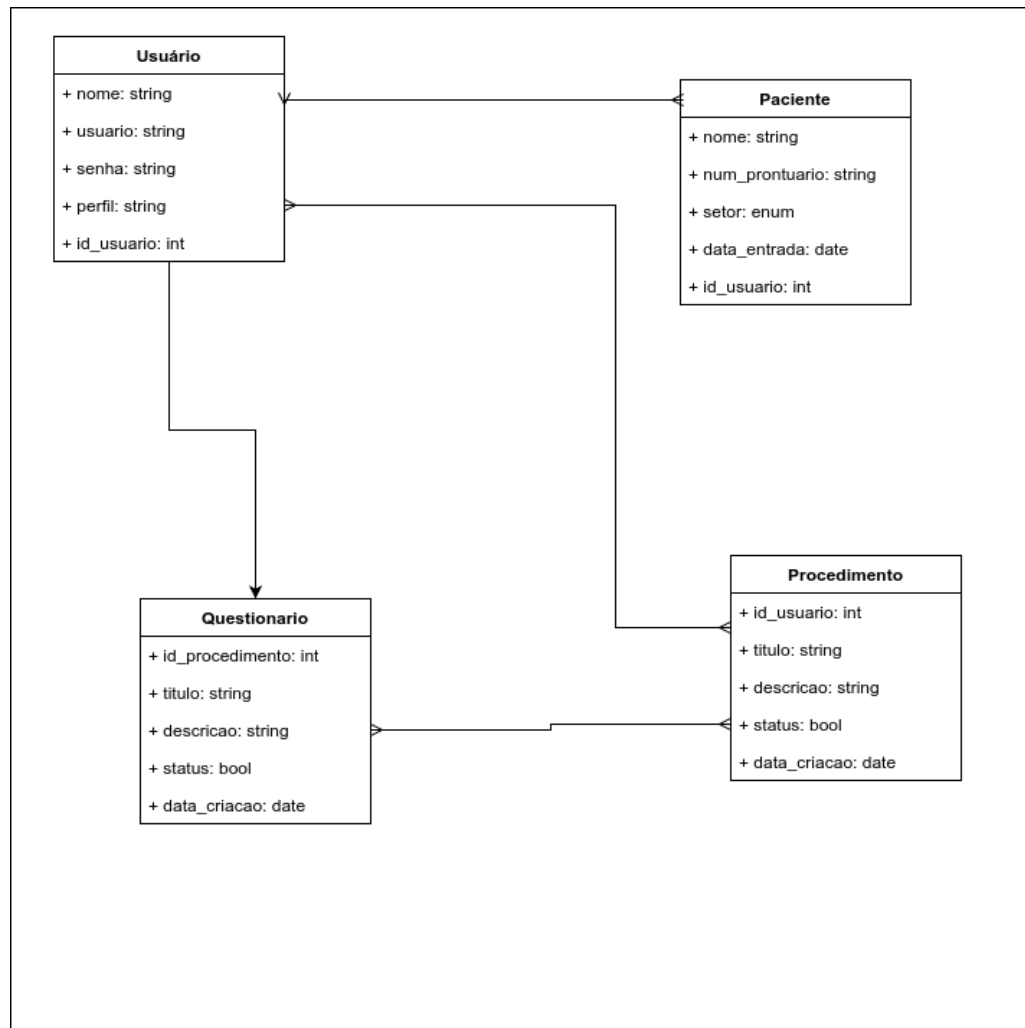 Usuário
+ nome: string
+ usuario: string
+ senha: string
+ perfil: string
+ id_usuario: int
Paciente
+ nome: string
+ num_prontuario: string
+ setor: enum
+ data_entrada: date
+ id_usuario: int
Questionario
+ id_procedimento: int
+ titulo: string
+ descricao: string
+ status: bool
+ data_criacao: date
Procedimento
+ id_usuario: int
+ titulo: string
+ descricao: string
+ status: bool
+ data_criacao: date